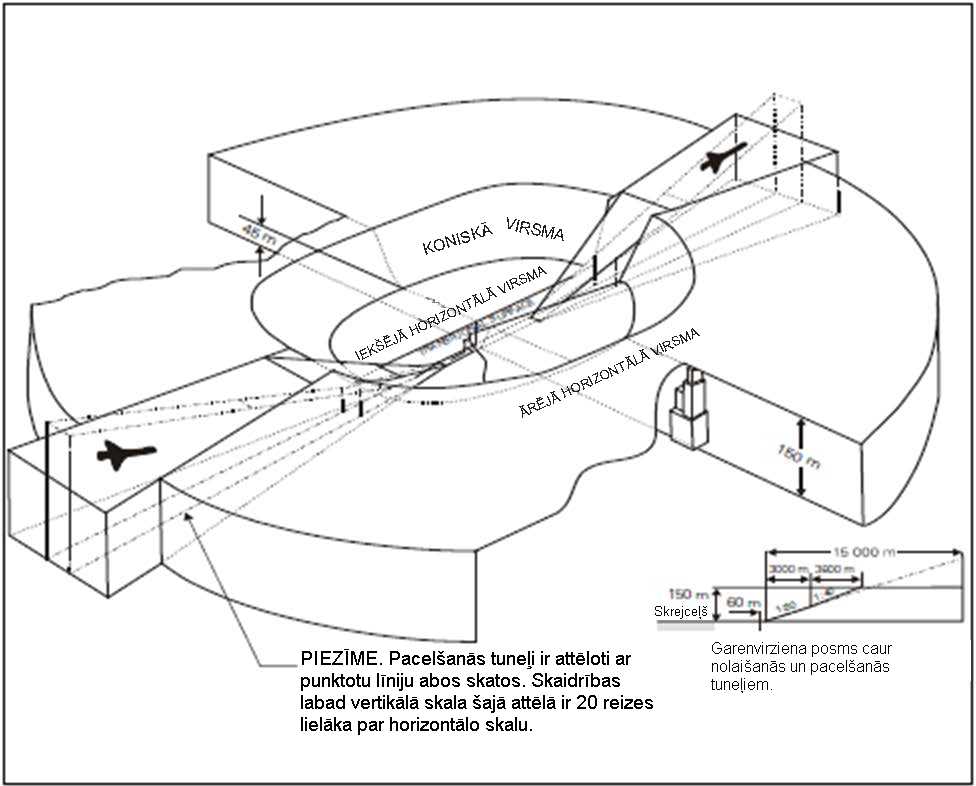 45 m
KONISKĀ VIRSMA
IEKŠĒJĀ HORIZONTĀLĀ VIRSMA
ĀRĒJĀ HORIZONTĀLĀ VIRSMA
150 m
15 000 m
3000 m 3600 m
150 m
60 m
1:50
1:40
Skrejceļš
Garenvirziena posms caur
nolaišanās un pacelšanās
tuneļiem.
PIEZĪME. Pacelšanās tuneļi ir attēloti ar
punktotu līniju abos skatos. Skaidrības
labad vertikālā skala šajā attēlā ir 20 reizes
lielāka par horizontālo skalu.